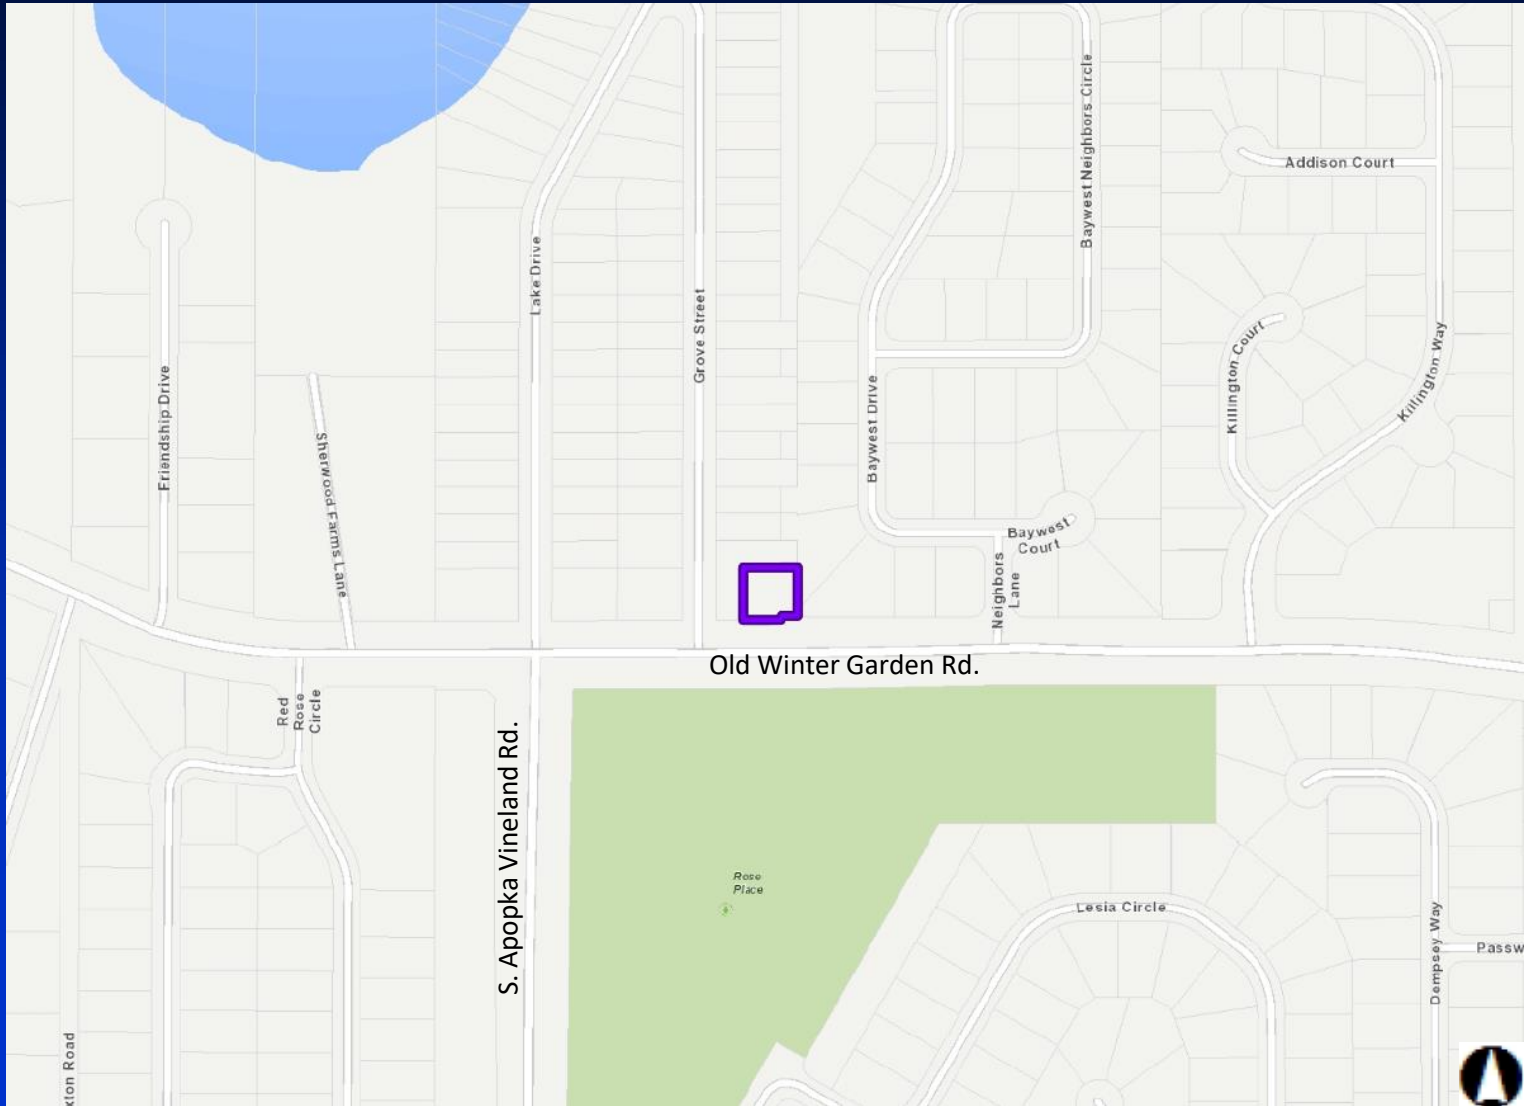 Baywest Neighbors Circle
Addison Court
Lake Drive
Grove Street
Friendship Drive
Sherwood Farms Lane
Baywest Drive
Killington Court
Killington Way
Baywest
Court
Neighbors
Lane
Old Winter Garden Rd.
Red
Rose
Circle
S. Apopka Vineland Rd.
Rose
Place
Lesia Circle
Dempsey Way
Passw
xton Road